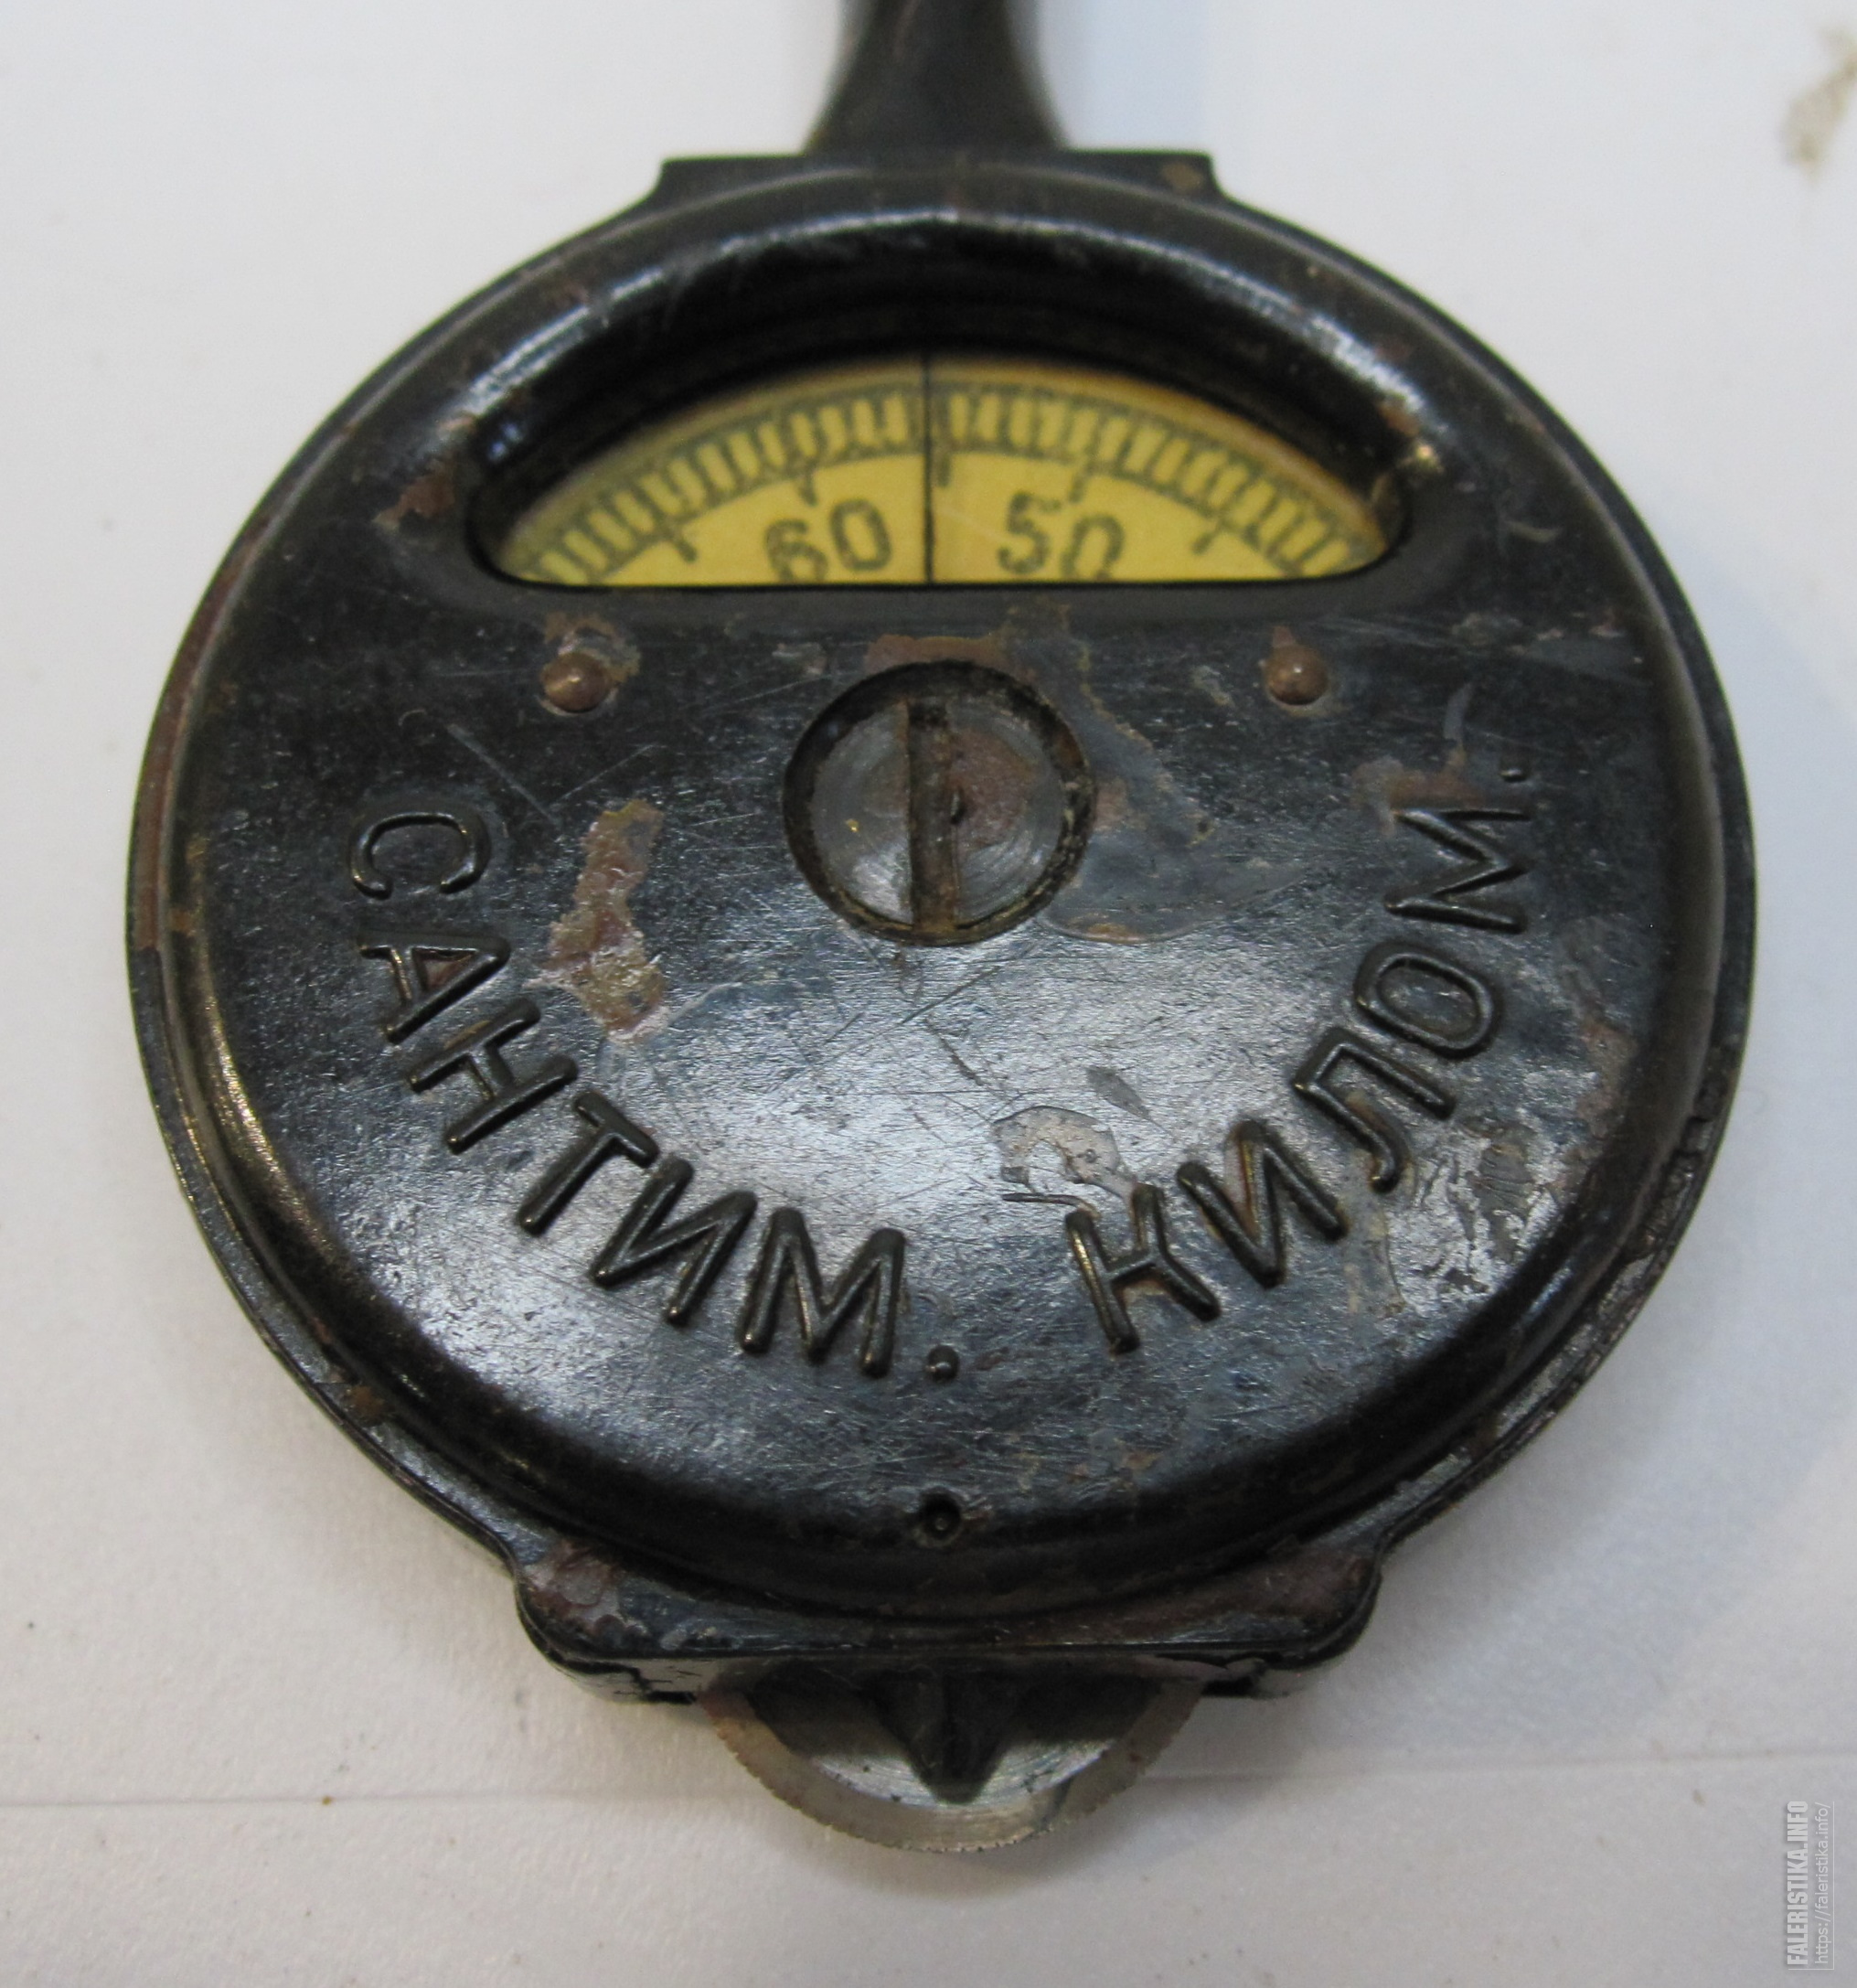 60 50
САНТИМ. КИЛОМ.
FALERISTIKA.INFO
https://faleristika.info/